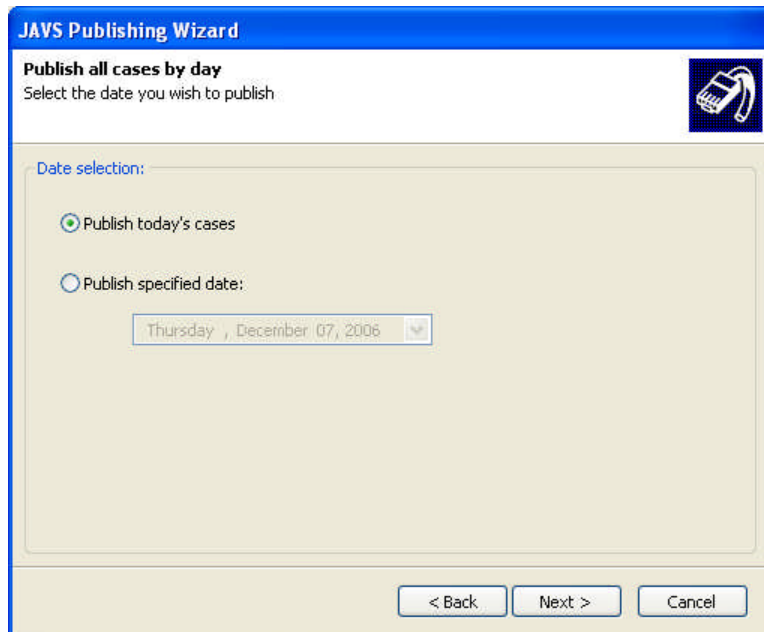 JAVS Publishing Wizard
Publish all cases by day
Select the date you wish to publish
Date selection:
Publish today's cases
Publish specified date:
Thursday , December 07, 2006
< Back Next > Cancel